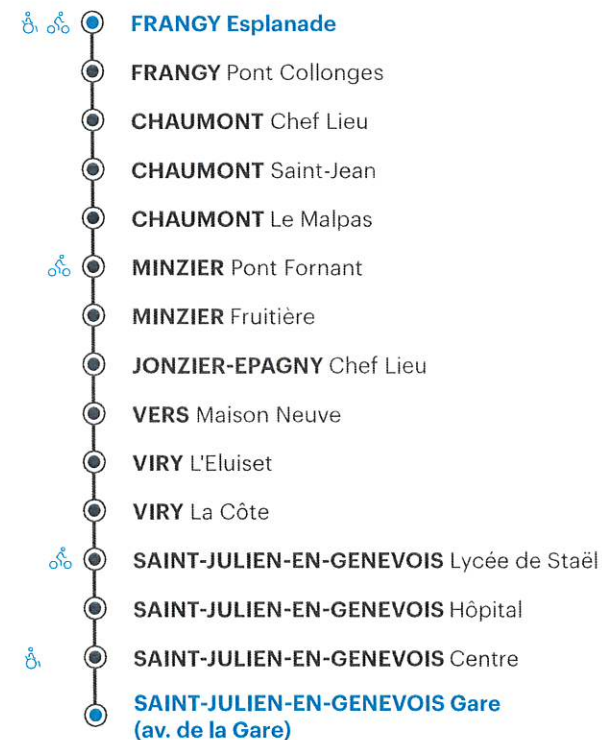 FRANGY Esplanade
FRANGY Pont Collonges
CHAUMONT Chef Lieu
CHAUMONT Saint-Jean
CHAUMONT Le Malpas
MINZIER Pont Fornant
MINZIER Fruitière
JONZIER-EPAGNY Chef Lieu
VERS Maison Neuve
VIRY L'Eluiset
VIRY La Côte
SAINT-JULIEN-EN-GENEVOIS Lycée de Staël
SAINT-JULIEN-EN-GENEVOIS Hôpital
SAINT-JULIEN-EN-GENEVOIS Centre
SAINT-JULIEN-EN-GENEVOIS Gare
(av. de la Gare)